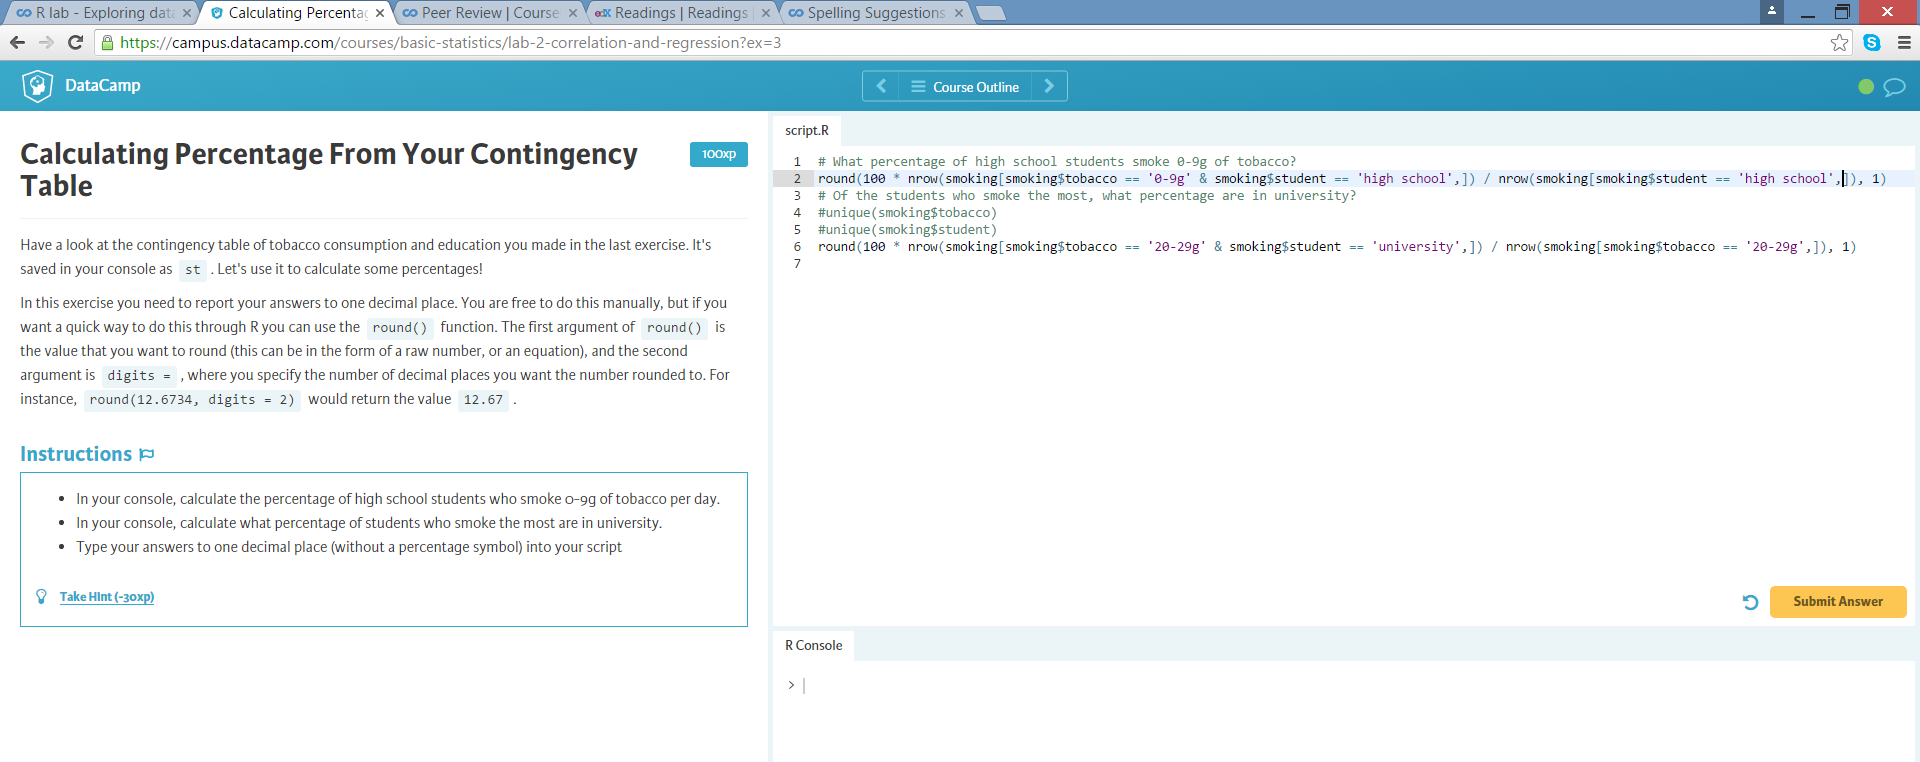 R lab - Exploring data
Calculating Percentag
Peer Review | Course
edX Readings | Readings
Spelling Suggestions
https://campus.datacamp.com/courses/basic-statistics/lab-2-correlation-and-regression?ex=3
DataCamp
Course Outline
Calculating Percentage From Your Contingency
Table
100xp
Have a look at the contingency table of tobacco consumption and education you made in the last exercise. It's
saved in your console as st . Let's use it to calculate some percentages!
In this exercise you need to report your answers to one decimal place. You are free to do this manually, but if you
want a quick way to do this through R you can use the round() function. The first argument of round() is
the value that you want to round (this can be in the form of a raw number, or an equation), and the second
argument is digits = , where you specify the number of decimal places you want the number rounded to. For
instance, round(12.6734, digits = 2) would return the value 12.67 .
Instructions
• In your console, calculate the percentage of high school students who smoke 0-9g of tobacco per day.
• In your console, calculate what percentage of students who smoke the most are in university.
• Type your answers to one decimal place (without a percentage symbol) into your script
Take Hint (-30xp)
script.R
1 # What percentage of high school students smoke 0-9g of tobacco?
2 round(100 * nrow(smoking[smoking$tobacco == '0-9g' & smoking$student == 'high school',]) / nrow(smoking[smoking$student == 'high school',]), 1)
3 # Of the students who smoke the most, what percentage are in university?
4 #unique(smoking$tobacco)
5 #unique(smoking$student)
6 round(100 * nrow(smoking[smoking$tobacco == '20-29g' & smoking$student == 'university',]) / nrow(smoking[smoking$tobacco == '20-29g',]), 1)
7
Submit Answer
R Console
>